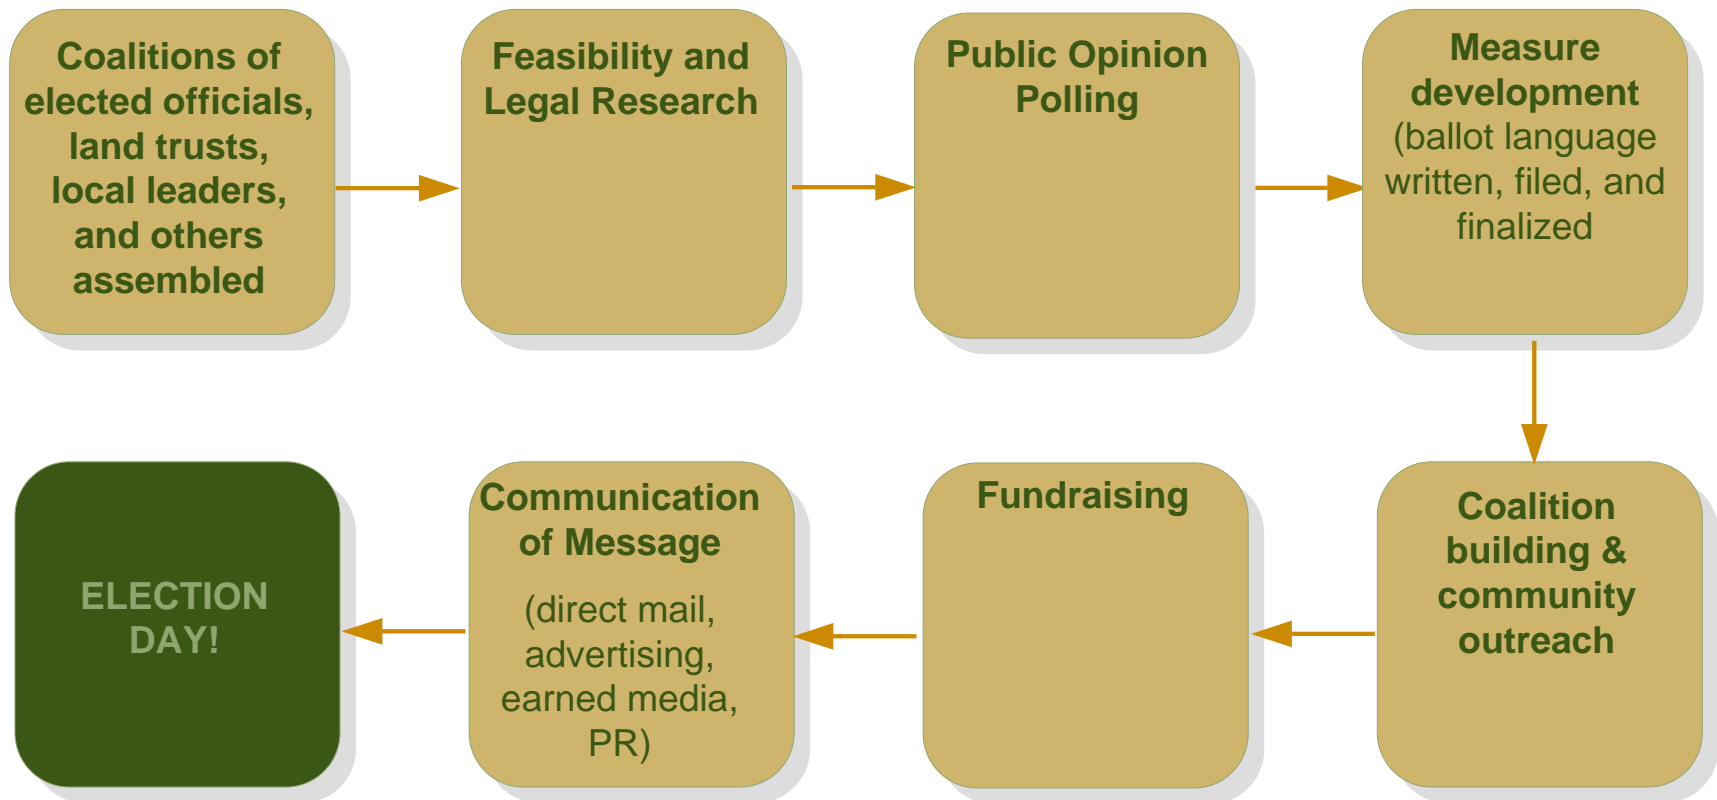 Coalitions of
elected officials,
land trusts,
local leaders,
and others
assembled
Feasibility and
Legal Research
Public Opinion
Polling
Measure
development
(ballot language
written, filed, and
finalized
Coalition
building &
community
outreach
Fundraising
Communication
of Message
(direct mail,
advertising,
earned media,
PR)
ELECTION
DAY!